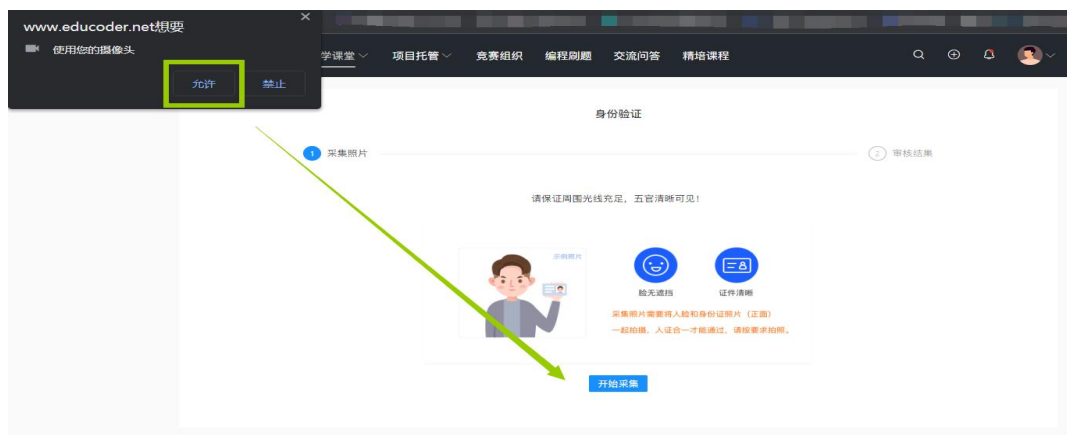 www.educoder.net想要
×
使用您的摄像头
允许 禁止
学课堂 项目托管 竞赛组织 编程刷题 交流问答 精培课程
身份验证
1 采集照片
2 审核结果
请保证周围光线充足，五官清晰可见！
示例照片
脸无遮挡 证件清晰
采集照片需要将人脸和身份证照片（正面）
一起拍摄，人证合一才能通过，请按要求拍照。
开始采集